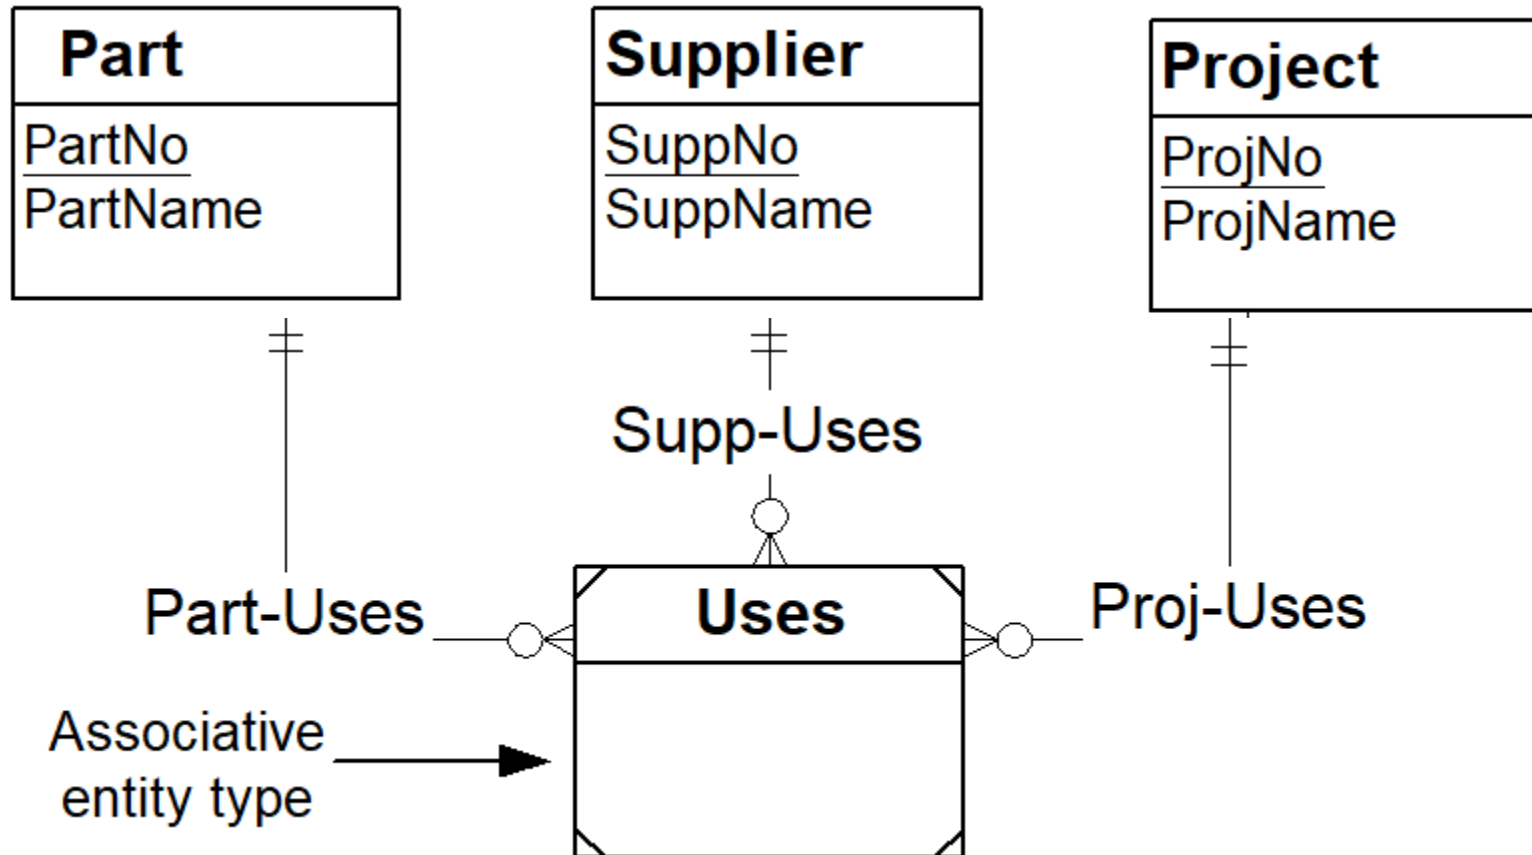 Part
PartNo
PartName
Supplier
SuppNo
SuppName
Project
ProjNo
ProjName
Supp-Uses
Part-Uses
Uses
Proj-Uses
Associative
entity type